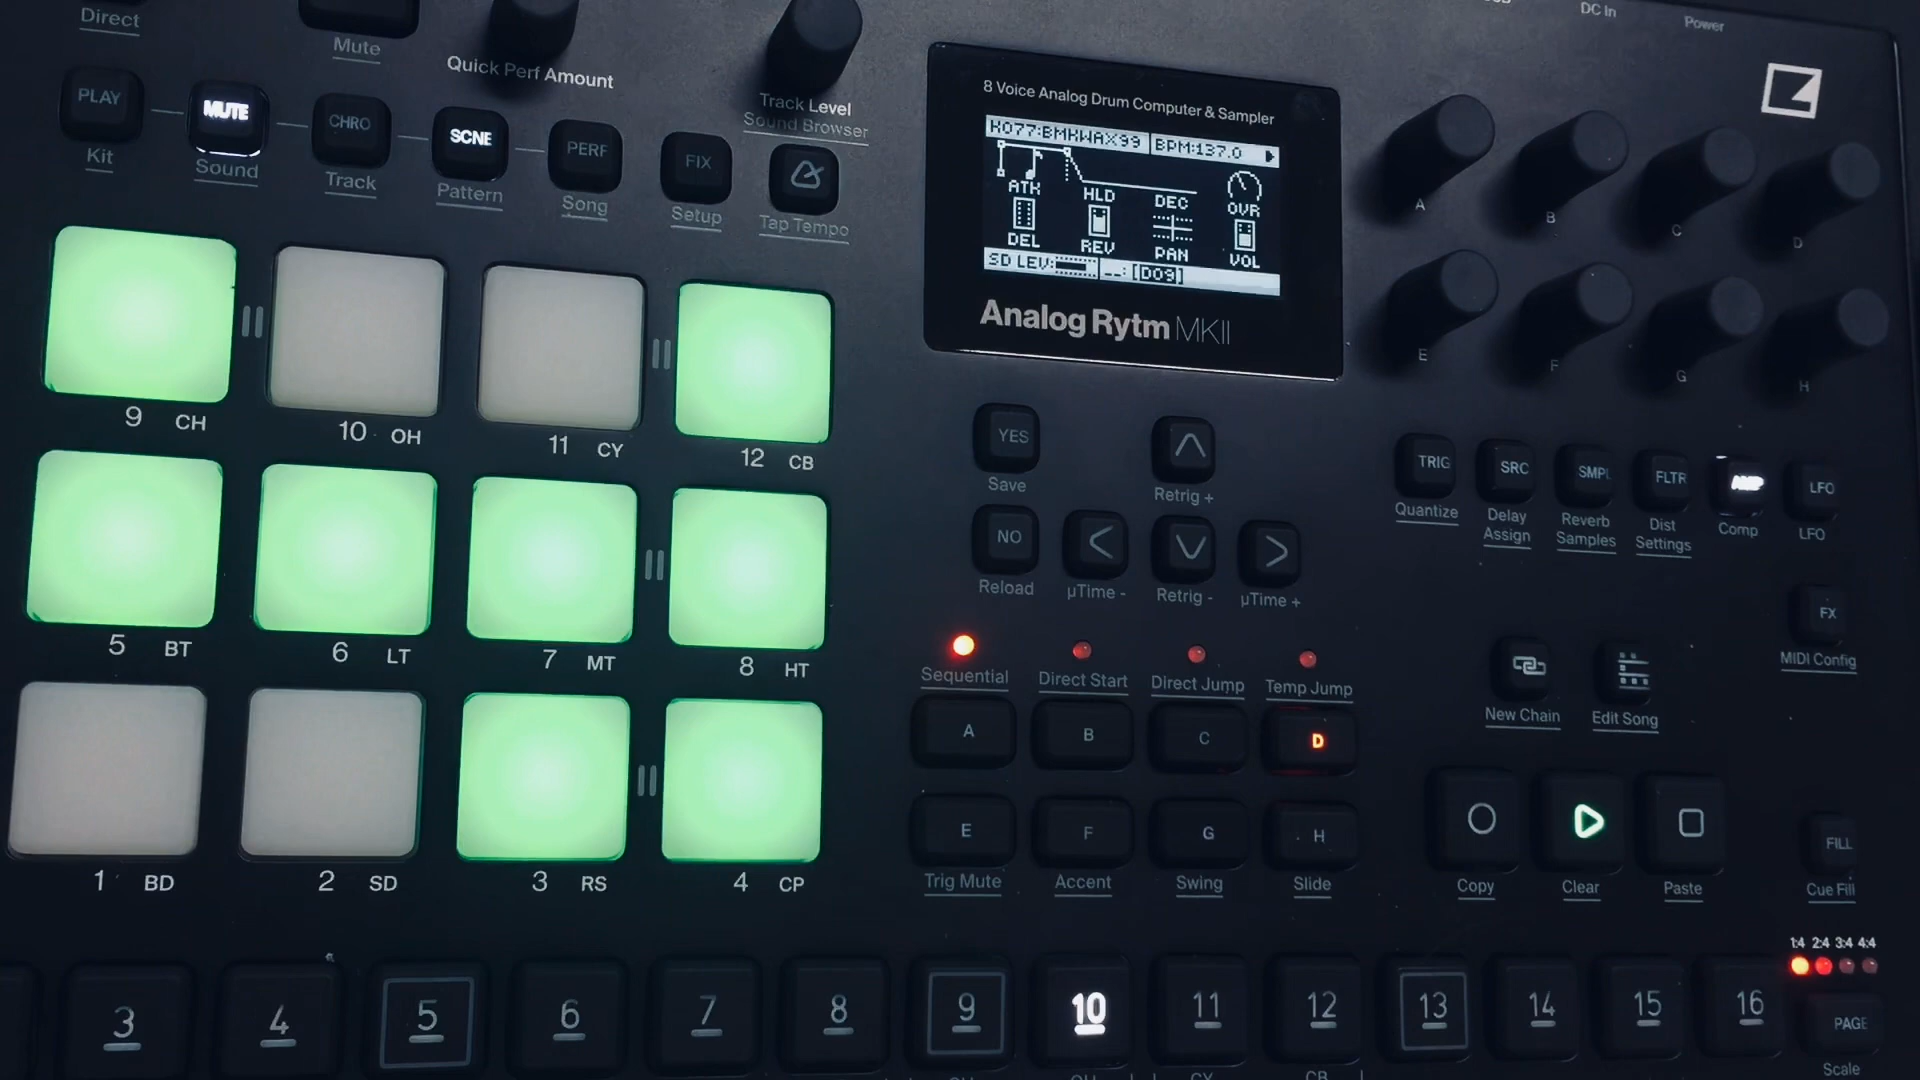 Direct
Mute
Quick Perf Amount
Track Level
Sound Browser
DC In
Power
PLAY
MUTE
CHRO
SCNE
PERF
FIX
Kit
Sound
Track
Pattern
Song
Setup
Tap Tempo
8 Voice Analog Drum Computer & Sampler
K077:BMKWAX99 BPM:137.0
ATK HLD DEC OVR
DEL REV PAN VOL
SD LEV: --: [D09]
Analog Rytm MKII
A B C D
E F G H
9 CH
10 OH
11 CY
12 CB
5 BT
6 LT
7 MT
8 HT
1 BD
2 SD
3 RS
4 CP
YES
Save
Retrig +
NO
Reload
µTime -
Retrig -
µTime +
TRIG SRC SMPL FLTR AMP LFO
Quantize
Delay Assign
Reverb Samples
Dist Settings
Comp
LFO
FX
MIDI Config
Sequential Direct Start Direct Jump Temp Jump
A B C D
E F G H
Trig Mute Accent Swing Slide
New Chain
Edit Song
Copy Clear Paste
FILL
Cue Fill
1:4 2:4 3:4 4:4
3 4 5 6 7 8 9 10 11 12 13 14 15 16
PAGE
Scale
CY
CB